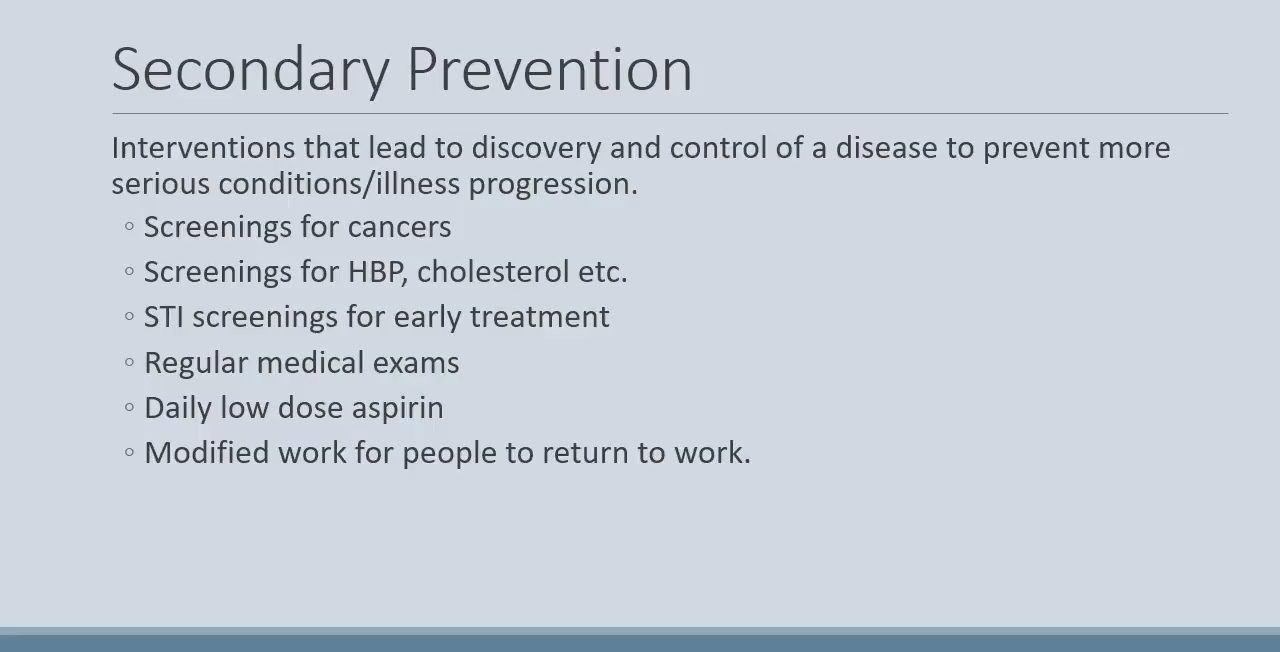 Secondary Prevention
Interventions that lead to discovery and control of a disease to prevent more
serious conditions/illness progression.
◦ Screenings for cancers
◦ Screenings for HBP, cholesterol etc.
◦ STI screenings for early treatment
◦ Regular medical exams
◦ Daily low dose aspirin
◦ Modified work for people to return to work.